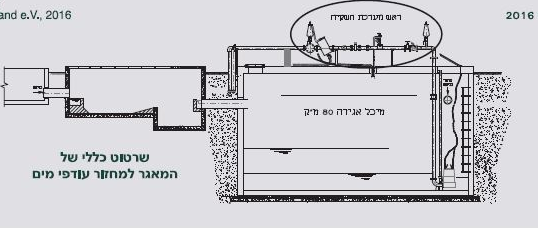 and e.V., 2016
2016
ראש מערכת השקיה
מיכל אגירה 80 מ״ק
שרטוט כללי של
המאגר למחזור עודפי מים